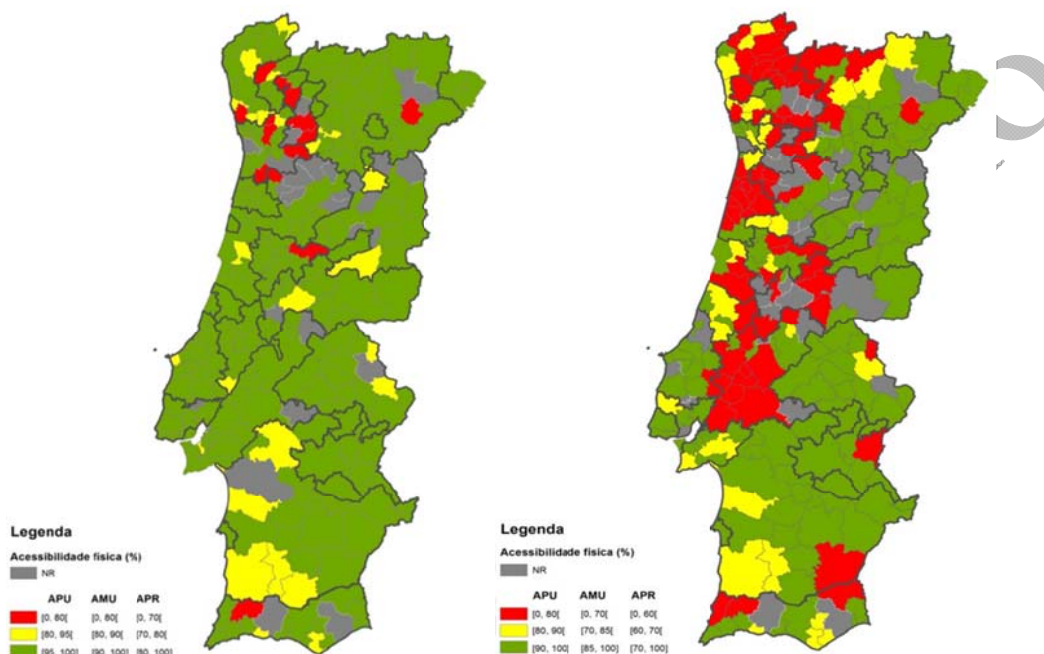 Legenda
Acessibilidade física (%)
NR
APU AMU APR
[0, 80[ [0, 80[ [0, 70[
[80, 95[ [80, 90[ [70, 80[
[95, 100] [90, 100] [80, 100]
Legenda
Acessibilidade física (%)
NR
APU AMU APR
[0, 80[ [0, 70[ [0, 60[
[80, 90[ [70, 85[ [60, 70[
[90, 100] [85, 100] [70, 100]